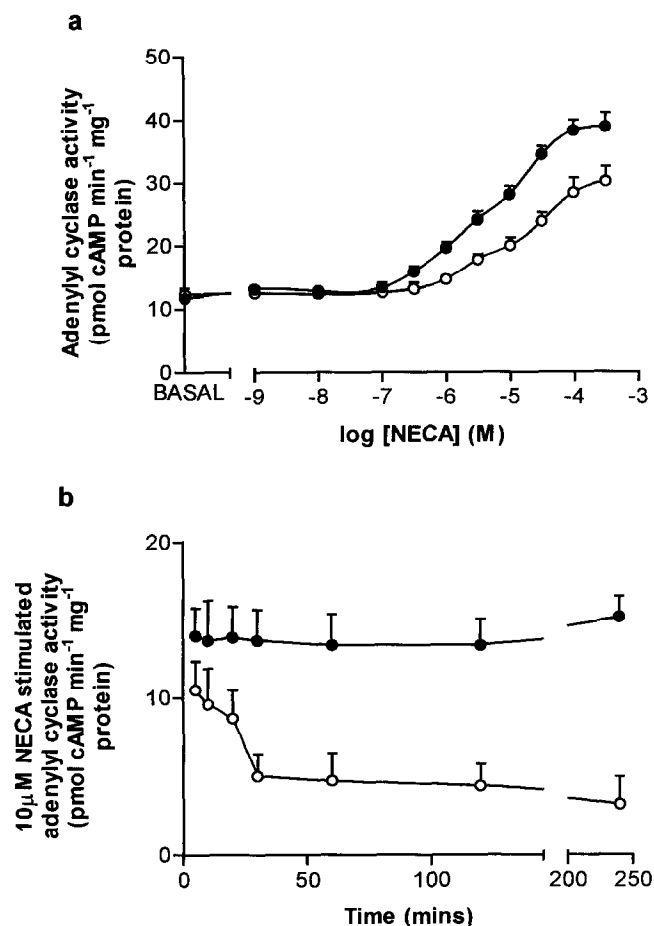 a
Adenylyl cyclase activity
(pmol cAMP min-1 mg-1
protein)
50
40
30
20
10
0
BASAL -9 -8 -7 -6 -5 -4 -3
log [NECA] (M)
b
10μM NECA stimulated
adenylyl cyclase activity
(pmol cAMP min-1 mg-1
protein)
20
10
0
0 50 100 200 250
Time (mins)